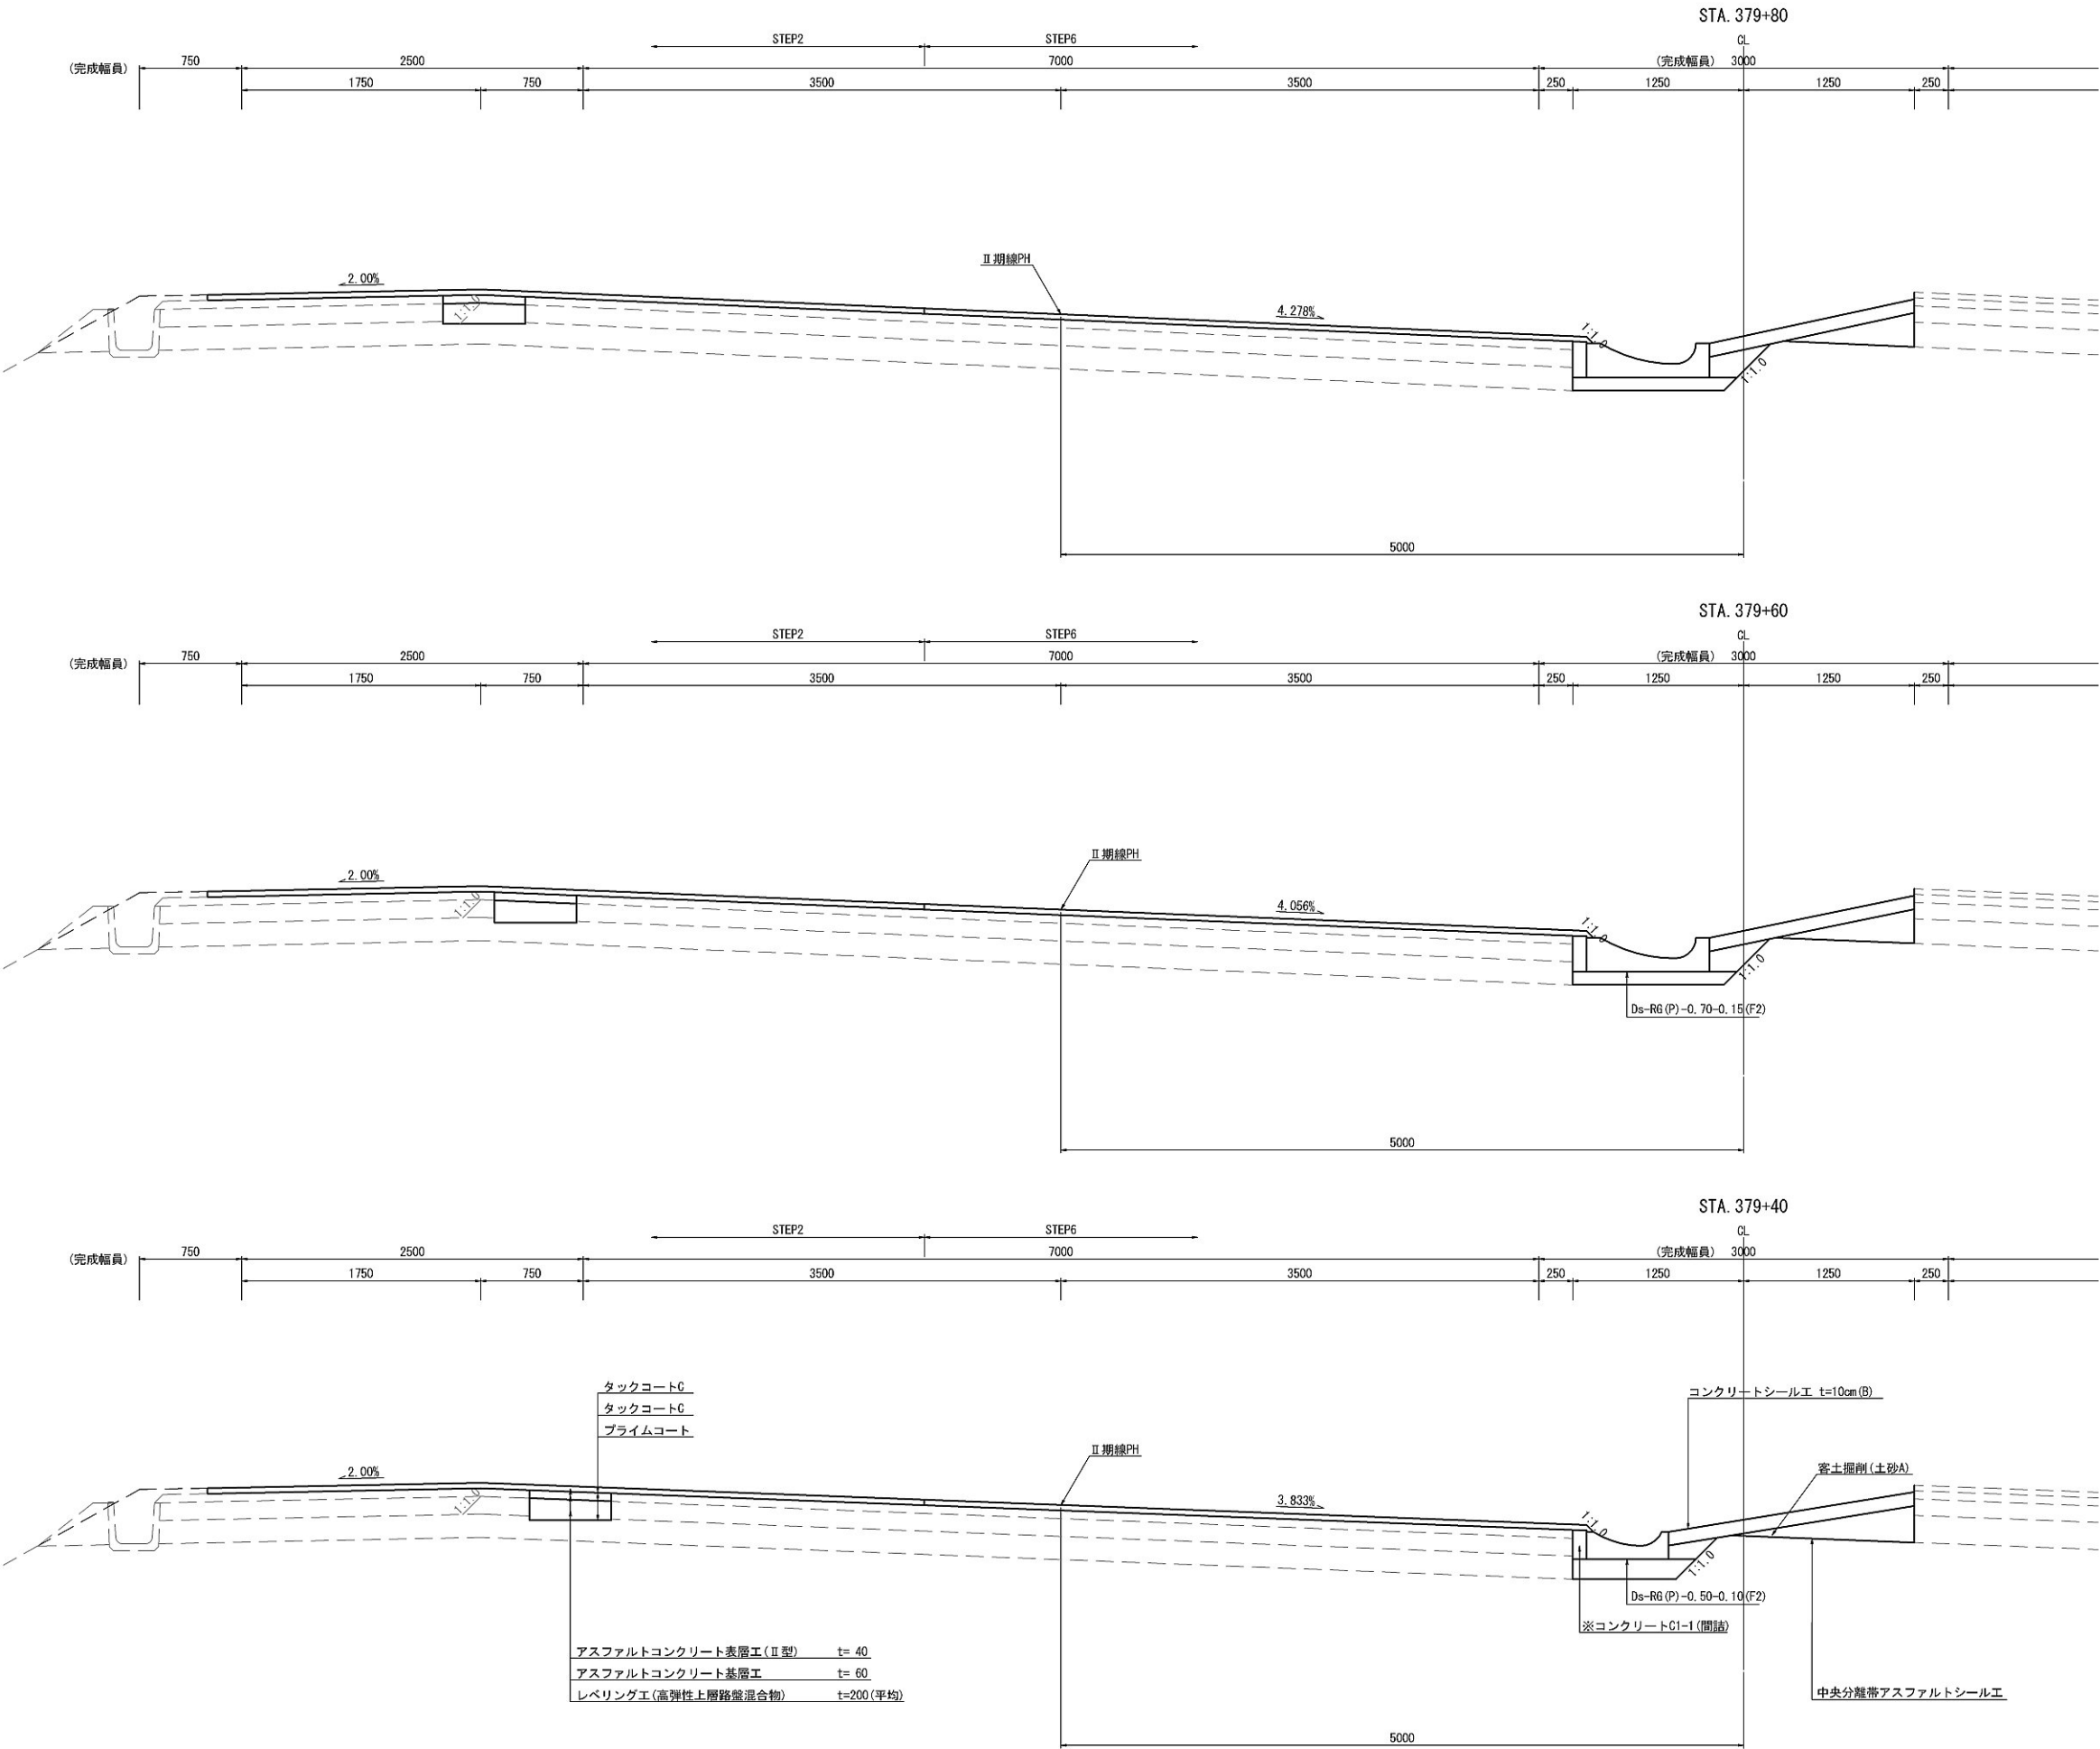 STA. 379+80
STEP2 STEP6 CL
(完成幅員) 750 2500 7000 (完成幅員) 3000
1750 750 3500 3500 250 1250 1250 250
Ⅱ期線PH
2.00%
4.278%
1:1.0
1:1.0
1:1.0
5000
STA. 379+60
STEP2 STEP6 CL
(完成幅員) 750 2500 7000 (完成幅員) 3000
1750 750 3500 3500 250 1250 1250 250
Ⅱ期線PH
2.00%
4.056%
1:1.0
1:1.0
1:1.0
Ds-RG(P)-0.70-0.15(F2)
5000
STA. 379+40
STEP2 STEP6 CL
(完成幅員) 750 2500 7000 (完成幅員) 3000
1750 750 3500 3500 250 1250 1250 250
タックコートC
コンクリートシール工 t=10cm(B)
タックコートC
プライムコート
Ⅱ期線PH
客土掘削(土砂A)
2.00%
3.833%
1:1.0
1:1.0
1:1.0
Ds-RG(P)-0.50-0.10(F2)
※コンクリートC1-1(間詰)
アスファルトコンクリート表層工(Ⅱ型) t= 40
アスファルトコンクリート基層工 t= 60
レベリング工(高弾性上層路盤混合物) t=200(平均)
中央分離帯アスファルトシール工
5000